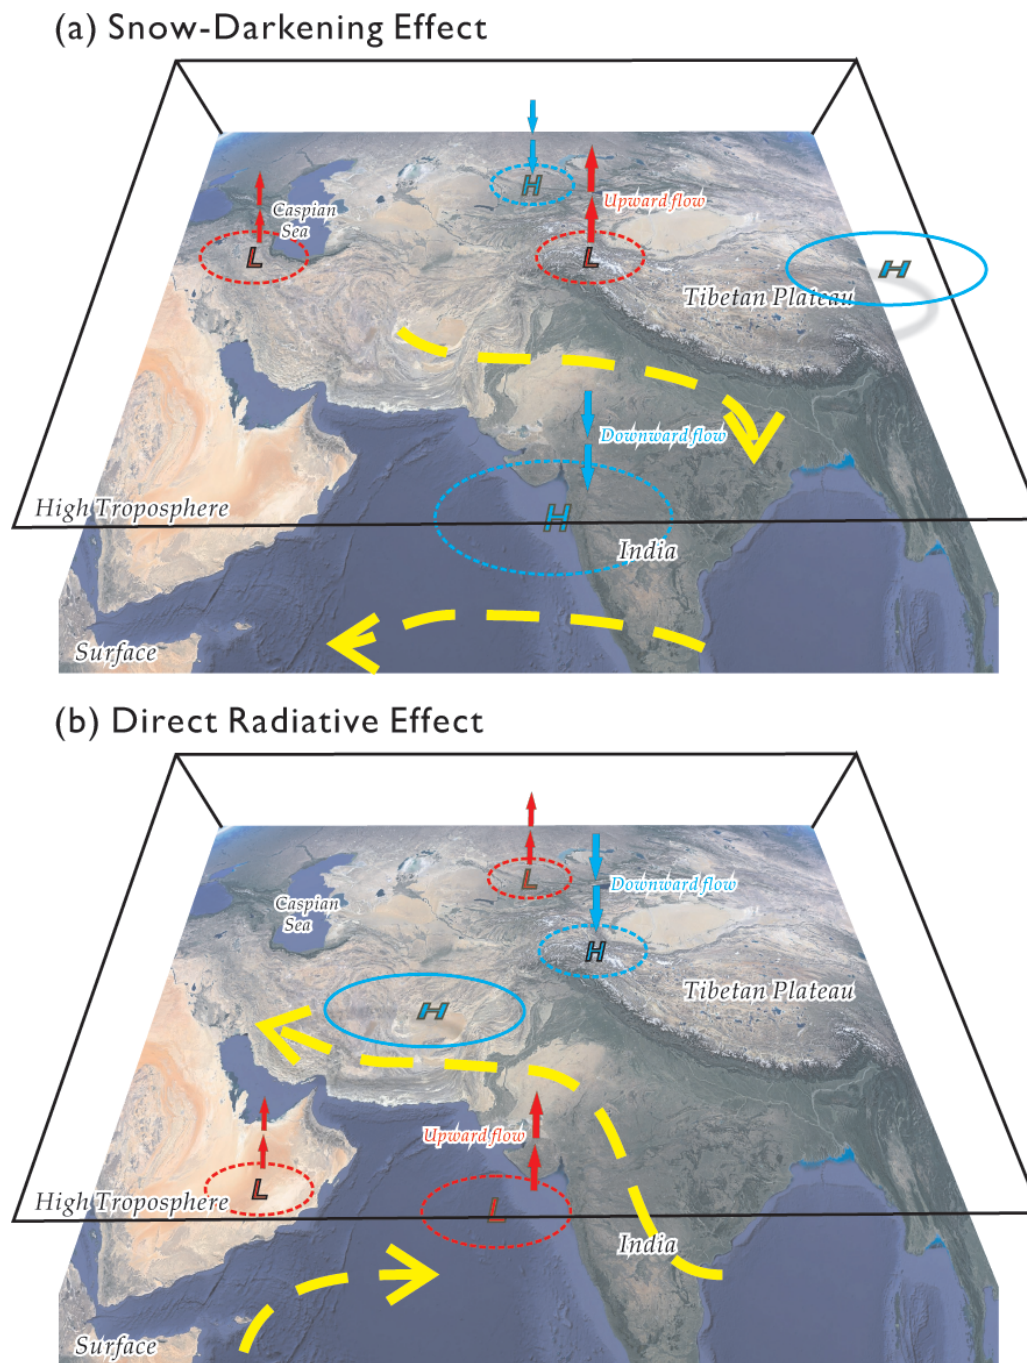 (a) Snow-Darkening Effect
H
Upward flow
Caspian
Sea
L
L
H
Tibetan Plateau
Downward flow
High Troposphere
H
India
Surface
(b) Direct Radiative Effect
L
Downward flow
Caspian
Sea
H
Tibetan Plateau
H
Upward flow
L
High Troposphere
L
India
Surface